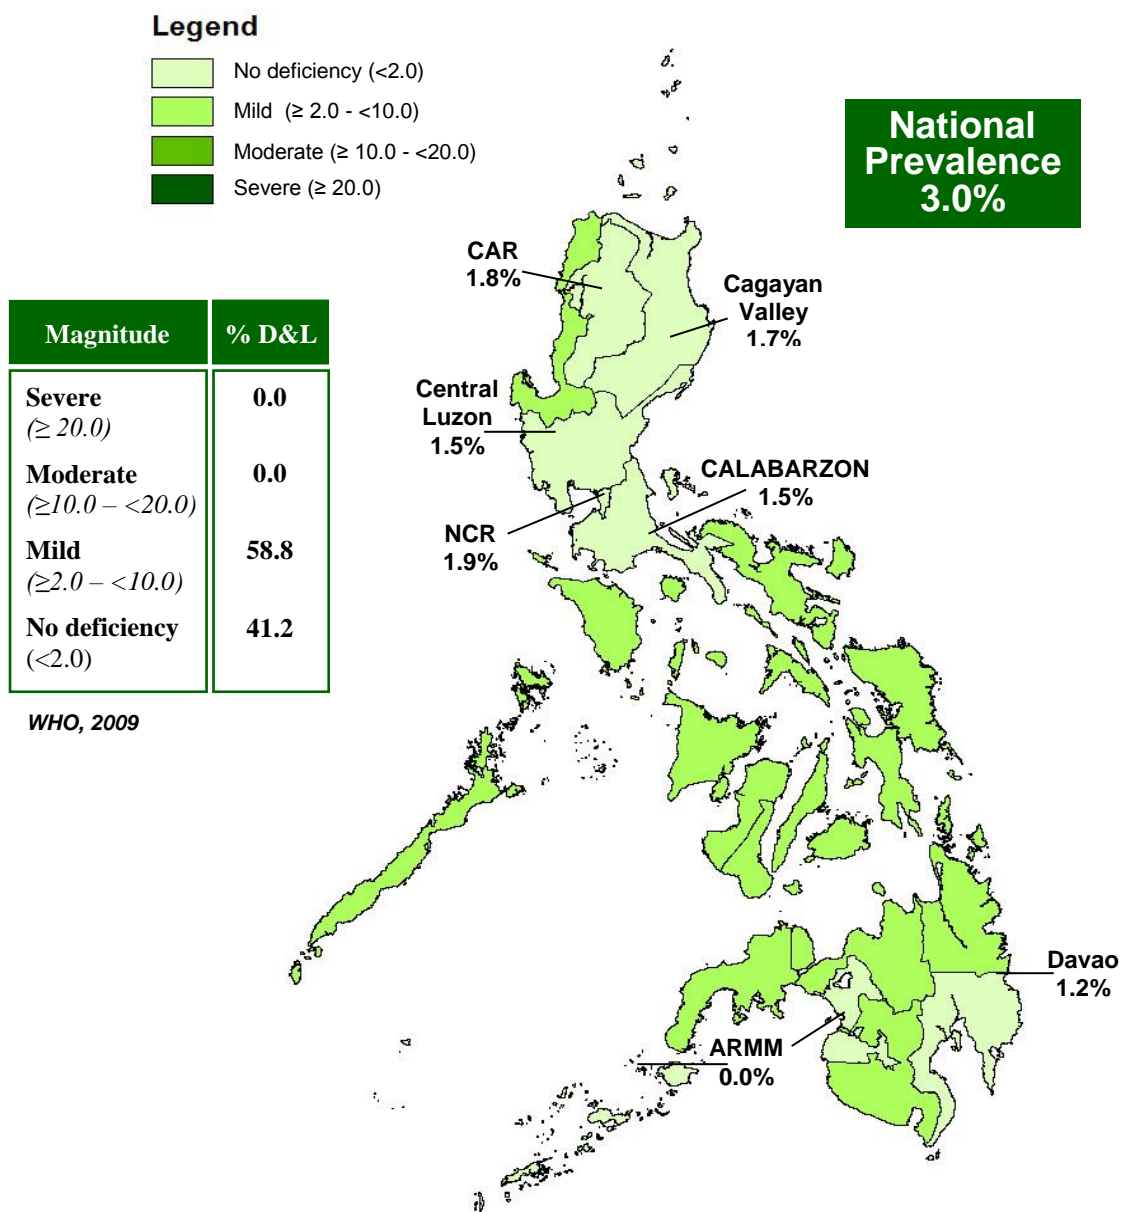 Legend
No deficiency (<2.0)
Mild (≥ 2.0 - <10.0)
Moderate (≥ 10.0 - <20.0)
Severe (≥ 20.0)
National
Prevalence
3.0%
CAR
1.8%
Cagayan
Valley
1.7%
Magnitude % D&L
Severe 0.0
(≥ 20.0)
Moderate 0.0
(≥10.0 – <20.0)
Mild 58.8
(≥2.0 – <10.0)
No deficiency 41.2
(<2.0)
WHO, 2009
Central
Luzon
1.5%
CALABARZON
1.5%
NCR
1.9%
Davao
1.2%
ARMM
0.0%